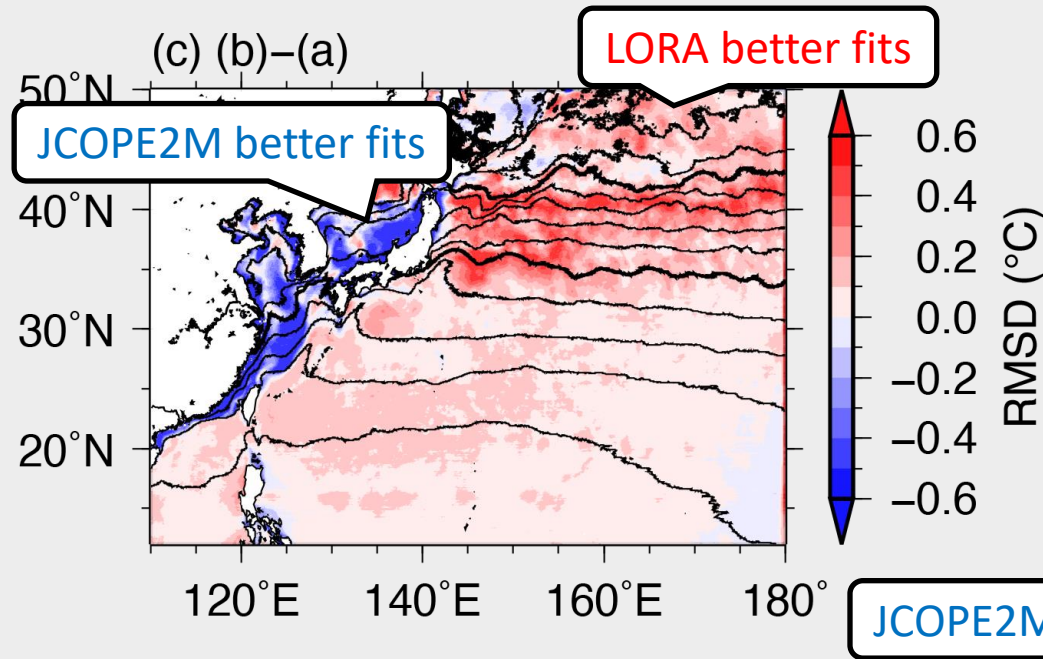 (c) (b)−(a)
LORA better fits
JCOPE2M better fits
50˚N
40˚N
30˚N
20˚N
120˚E 140˚E 160˚E 180˚
0.6
0.4
0.2
0.0
−0.2
−0.4
−0.6
RMSD (°C)
JCOPE2M